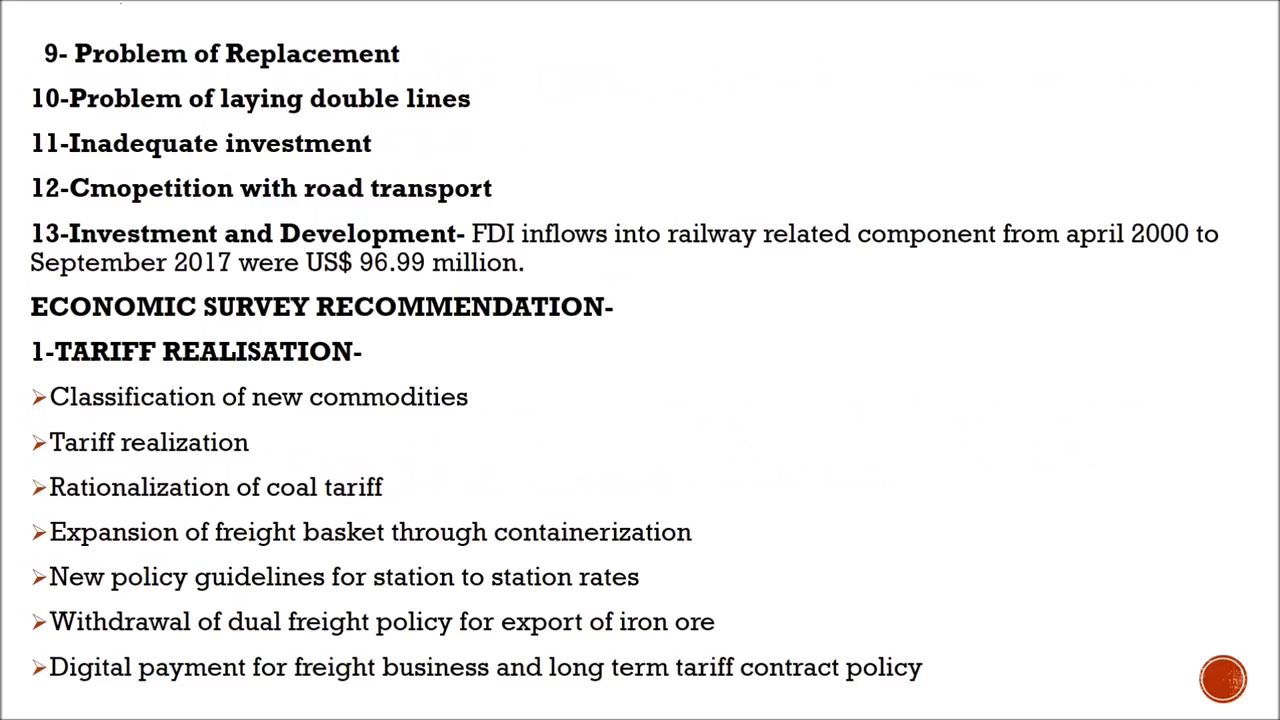 9- Problem of Replacement
10-Problem of laying double lines
11-Inadequate investment
12-Cmopetition with road transport
13-Investment and Development- FDI inflows into railway related component from april 2000 to
September 2017 were US$ 96.99 million.
ECONOMIC SURVEY RECOMMENDATION-
1-TARIFF REALISATION-
➢Classification of new commodities
➢Tariff realization
➢Rationalization of coal tariff
➢Expansion of freight basket through containerization
➢New policy guidelines for station to station rates
➢Withdrawal of dual freight policy for export of iron ore
➢Digital payment for freight business and long term tariff contract policy